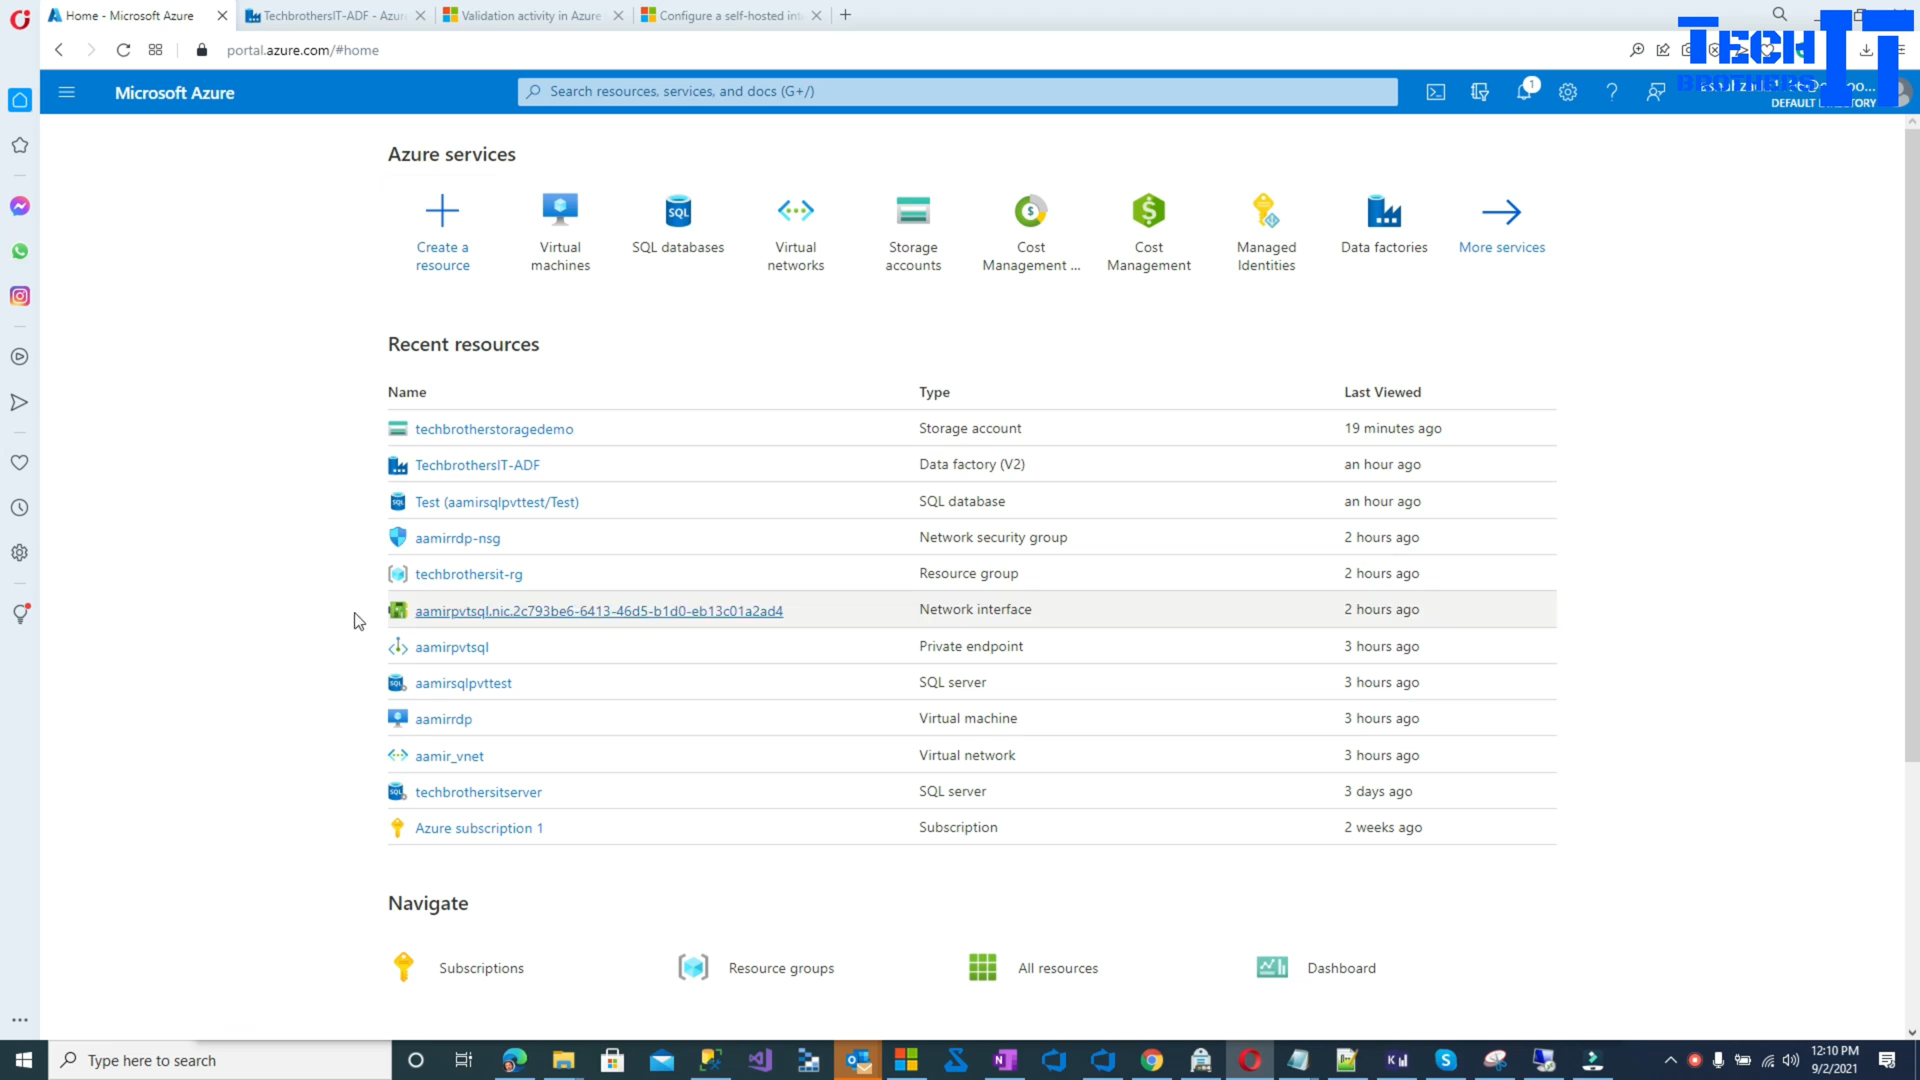 Home - Microsoft Azure
TechbrothersIT-ADF - Azur
Validation activity in Azure
Configure a self-hosted int
portal.azure.com/#home
TECH IT
BROTHERS
Microsoft Azure
Search resources, services, and docs (G+/)
1
DEFAULT DIRECTORY
Azure services
Create a resource
Virtual machines
SQL databases
Virtual networks
Storage accounts
Cost Management ...
Cost Management
Managed Identities
Data factories
More services
Recent resources
Name Type Last Viewed
techbrotherstoragedemo Storage account 19 minutes ago
TechbrothersIT-ADF Data factory (V2) an hour ago
Test (aamirsqlpvttest/Test) SQL database an hour ago
aamirrdp-nsg Network security group 2 hours ago
techbrothersit-rg Resource group 2 hours ago
aamirpvtsql.nic.2c793be6-6413-46d5-b1d0-eb13c01a2ad4 Network interface 2 hours ago
aamirpvtsql Private endpoint 3 hours ago
aamirsqlpvttest SQL server 3 hours ago
aamirrdp Virtual machine 3 hours ago
aamir_vnet Virtual network 3 hours ago
techbrothersitserver SQL server 3 days ago
Azure subscription 1 Subscription 2 weeks ago
Navigate
Subscriptions Resource groups All resources Dashboard
Type here to search
12:10 PM
9/2/2021